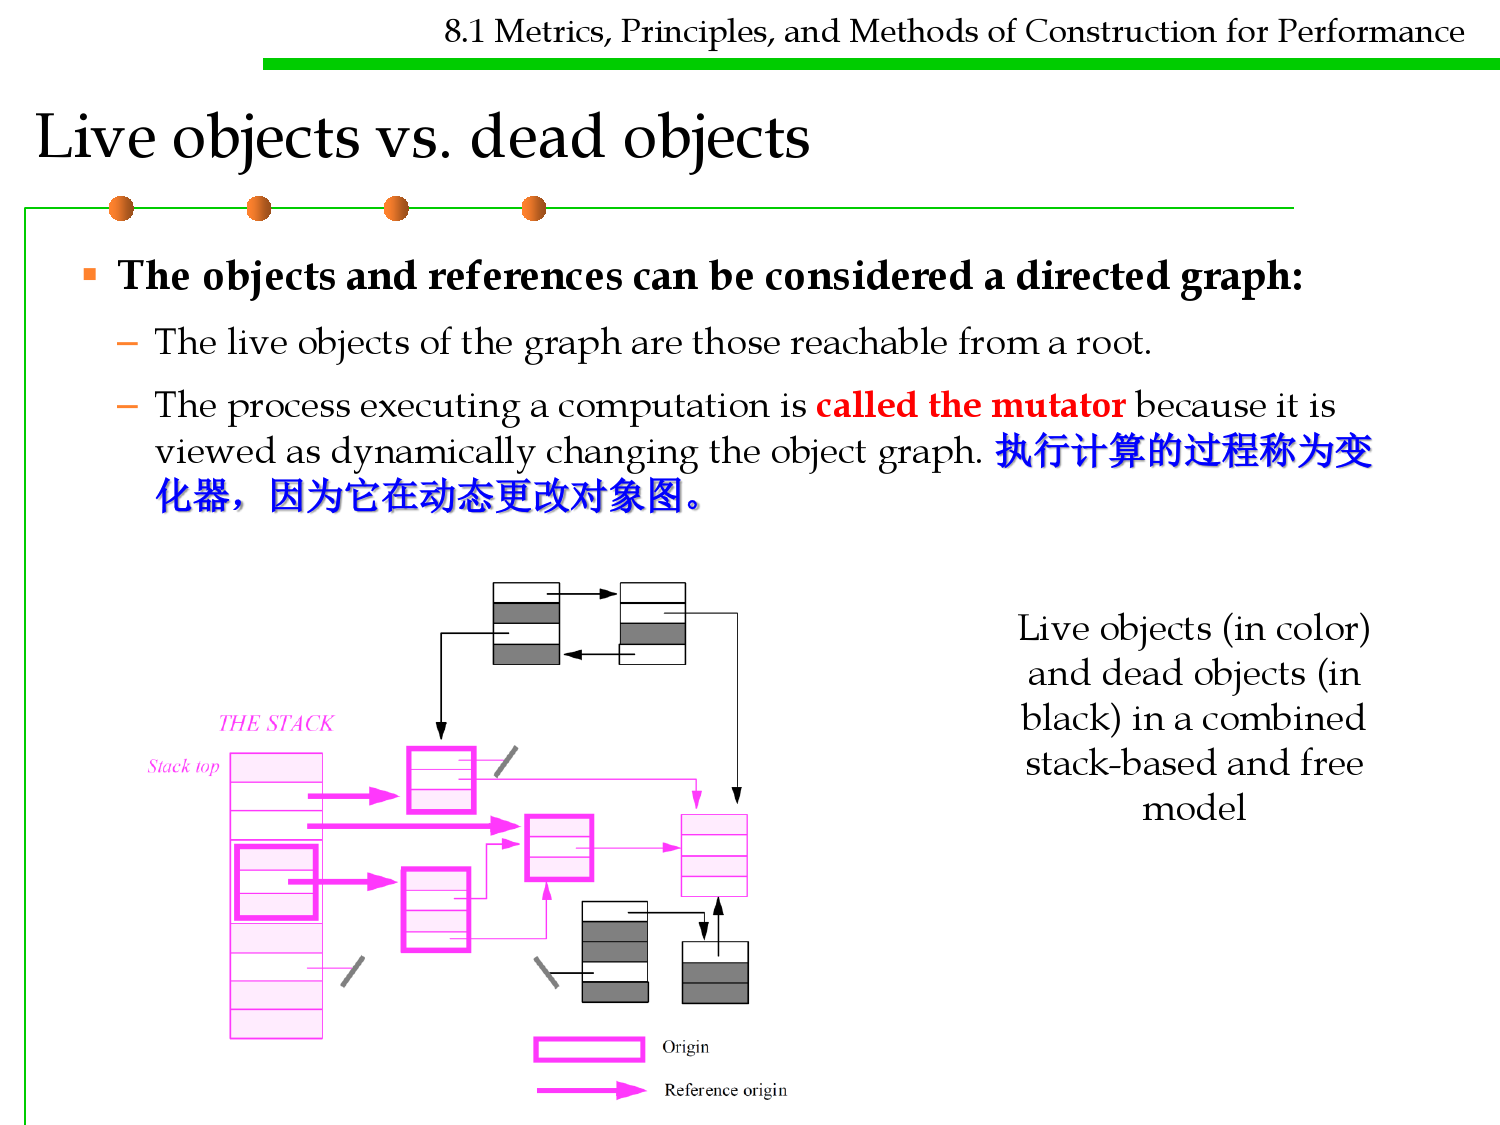 8.1 Metrics, Principles, and Methods of Construction for Performance
Live objects vs. dead objects
▪ The objects and references can be considered a directed graph:
– The live objects of the graph are those reachable from a root.
– The process executing a computation is called the mutator because it is
viewed as dynamically changing the object graph. 执行计算的过程称为变
化器，因为它在动态更改对象图。
Live objects (in color)
and dead objects (in
black) in a combined
stack-based and free
model
THE STACK
Stack top
Origin
Reference origin